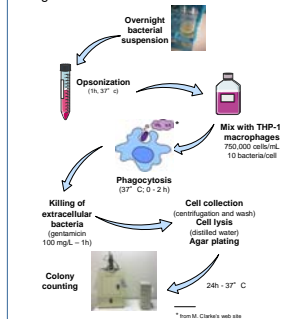 Overnight
bacterial
suspension
Opsonization
(1h, 37° c)
Mix with THP-1
macrophages
750,000 cells/mL
10 bacteria/cell
Phagocytosis
(37° C; 0 - 2 h)
Killing of
extracellular
bacteria
(gentamicin
100 mg/L – 1h)
Cell collection
(centrifugation and wash)
Cell lysis
(distilled water)
Agar plating
Colony
counting
24h - 37° C
* from M. Clarke's web site